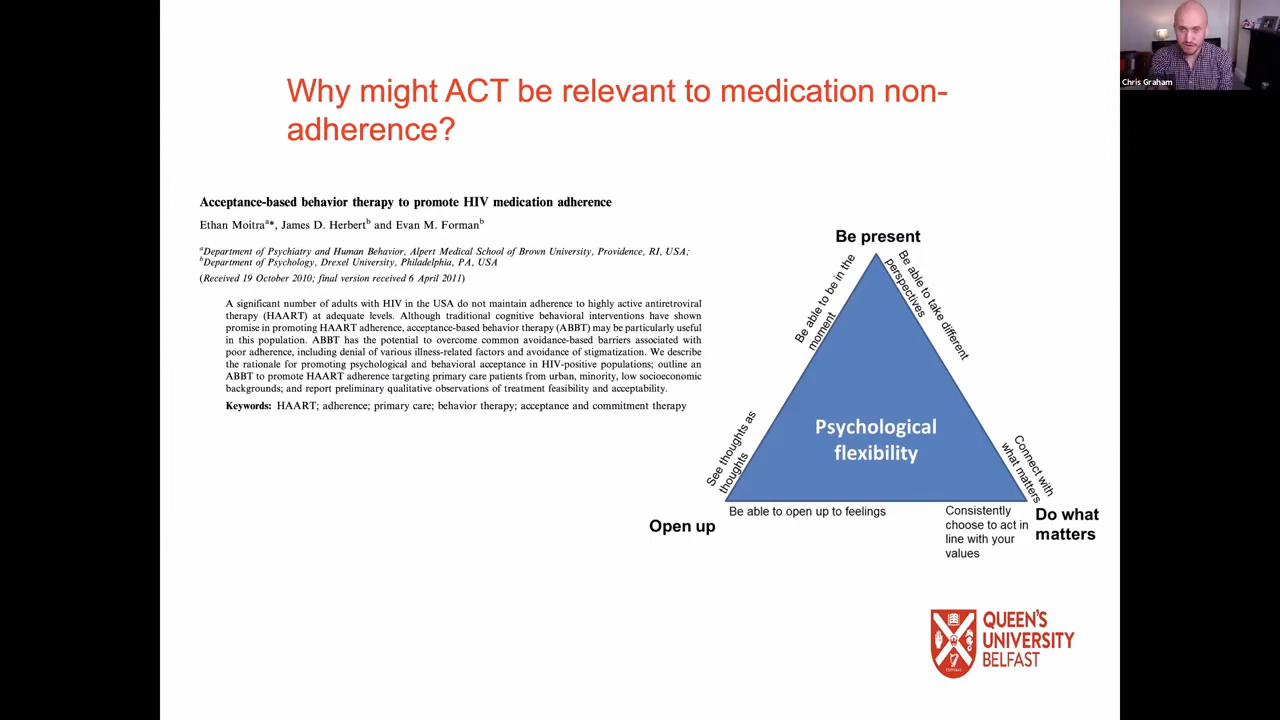 Why might ACT be relevant to medication non-
adherence?
Chris Graham
Acceptance-based behavior therapy to promote HIV medication adherence
Ethan Moitraa*, James D. Herbertb and Evan M. Formanb
aDepartment of Psychiatry and Human Behavior, Alpert Medical School of Brown University, Providence, RI, USA;
bDepartment of Psychology, Drexel University, Philadelphia, PA, USA
(Received 19 October 2010; final version received 6 April 2011)
A significant number of adults with HIV in the USA do not maintain adherence to highly active antiretroviral
therapy (HAART) at adequate levels. Although traditional cognitive behavioral interventions have shown
promise in promoting HAART adherence, acceptance-based behavior therapy (ABBT) may be particularly useful
in this population. ABBT has the potential to overcome common avoidance-based barriers associated with
poor adherence, including denial of various illness-related factors and avoidance of stigmatization. We describe
the rationale for promoting psychological and behavioral acceptance in HIV-positive populations; outline an
ABBT to promote HAART adherence targeting primary care patients from urban, minority, low socioeconomic
backgrounds; and report preliminary qualitative observations of treatment feasibility and acceptability.
Keywords: HAART; adherence; primary care; behavior therapy; acceptance and commitment therapy
Be present
Be able to be in the
moment
Be able to take different
perspectives
Psychological
flexibility
See thoughts as
thoughts
Connect with
what matters
Open up
Be able to open up to feelings
Consistently
choose to act in
line with your
values
Do what
matters
QUEEN'S
UNIVERSITY
BELFAST